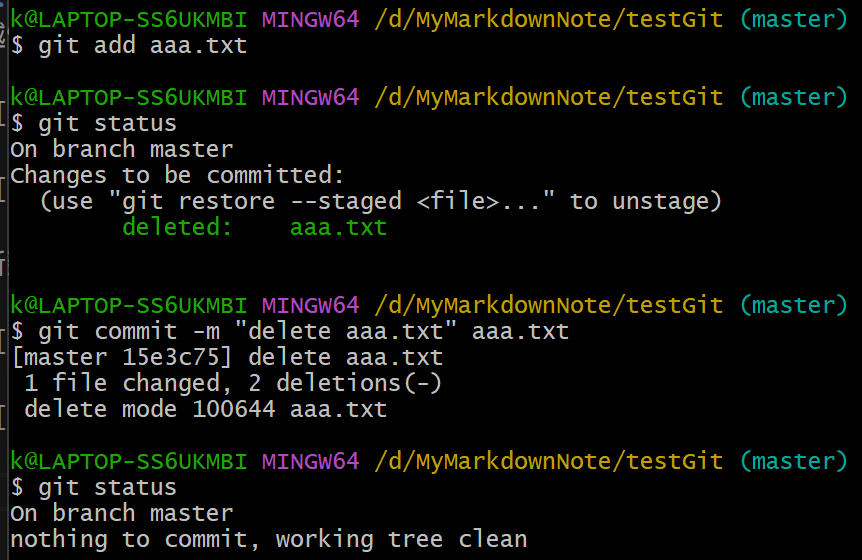 k@LAPTOP-SS6UKMBI MINGW64 /d/MyMarkdownNote/testGit (master)
$ git add aaa.txt
k@LAPTOP-SS6UKMBI MINGW64 /d/MyMarkdownNote/testGit (master)
$ git status
On branch master
Changes to be committed:
  (use "git restore --staged <file>..." to unstage)
        deleted:    aaa.txt
k@LAPTOP-SS6UKMBI MINGW64 /d/MyMarkdownNote/testGit (master)
$ git commit -m "delete aaa.txt" aaa.txt
[master 15e3c75] delete aaa.txt
 1 file changed, 2 deletions(-)
 delete mode 100644 aaa.txt
k@LAPTOP-SS6UKMBI MINGW64 /d/MyMarkdownNote/testGit (master)
$ git status
On branch master
nothing to commit, working tree clean